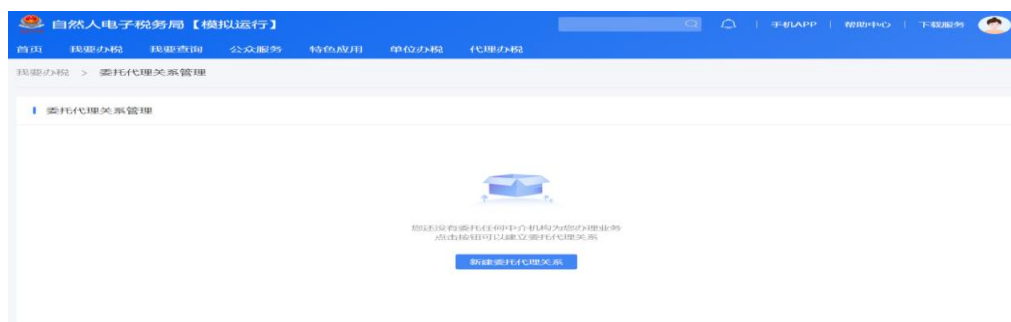 自然人电子税务局【模拟运行】
手机APP | 帮助中心 | 下载服务
首页 我要办税 我要查询 公众服务 特色应用 单位办税 代理办税
我要办税 > 委托代理关系管理
委托代理关系管理
您还没有委托任何中介机构为您办理业务
点击按钮可以建立委托代理关系
新建委托代理关系